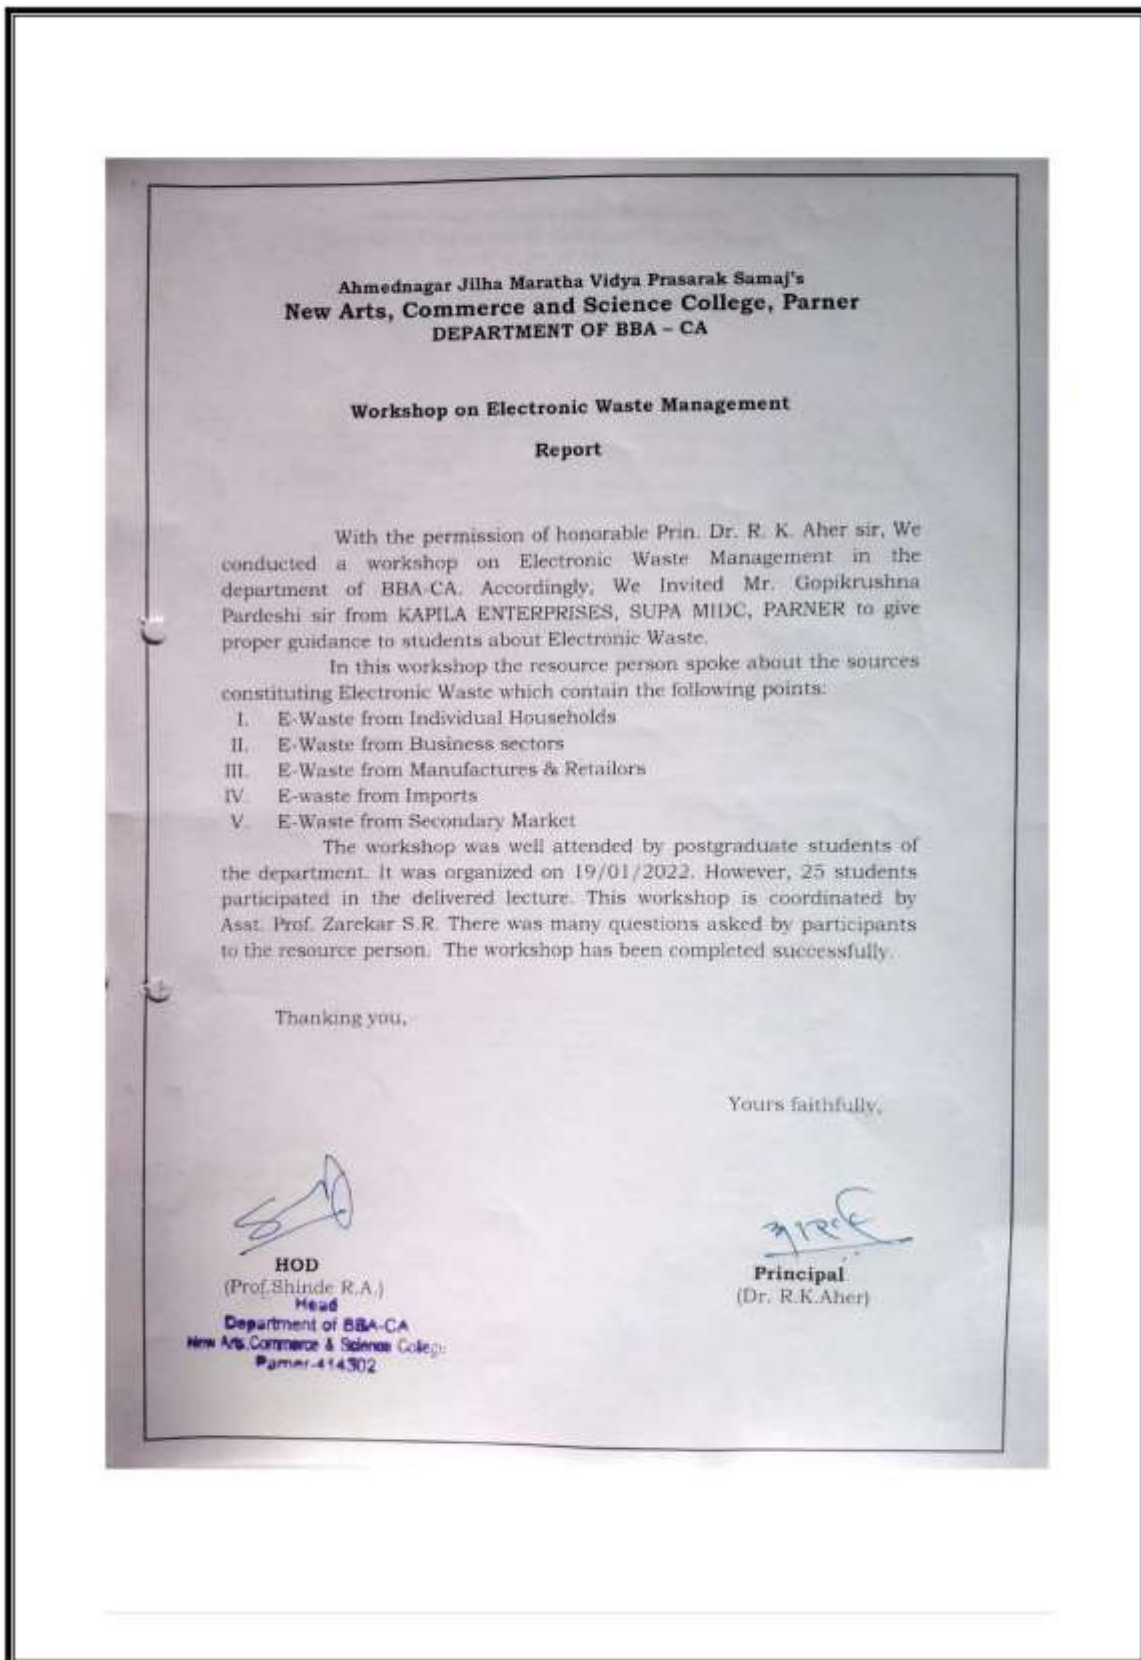 Ahmednagar Jilha Maratha Vidya Prasarak Samaj's
New Arts, Commerce and Science College, Parner
DEPARTMENT OF BBA – CA
Workshop on Electronic Waste Management
Report
With the permission of honorable Prin. Dr. R. K. Aher sir, We
conducted a workshop on Electronic Waste Management in the
department of BBA-CA. Accordingly, We Invited Mr. Gopikrushna
Pardeshi sir from KAPILA ENTERPRISES, SUPA MIDC, PARNER to give
proper guidance to students about Electronic Waste.
In this workshop the resource person spoke about the sources
constituting Electronic Waste which contain the following points:
I. E-Waste from Individual Households
II. E-Waste from Business sectors
III. E-Waste from Manufactures & Retailors
IV. E-waste from Imports
V. E-Waste from Secondary Market
The workshop was well attended by postgraduate students of
the department. It was organized on 19/01/2022. However, 25 students
participated in the delivered lecture. This workshop is coordinated by
Asst. Prof. Zarekar S.R. There was many questions asked by participants
to the resource person. The workshop has been completed successfully.
Thanking you,
Yours faithfully,
HOD
(Prof.Shinde R.A.)
Head
Department of BBA-CA
New Arts,Commerce & Science College
Parner-414302
Principal
(Dr. R.K.Aher)